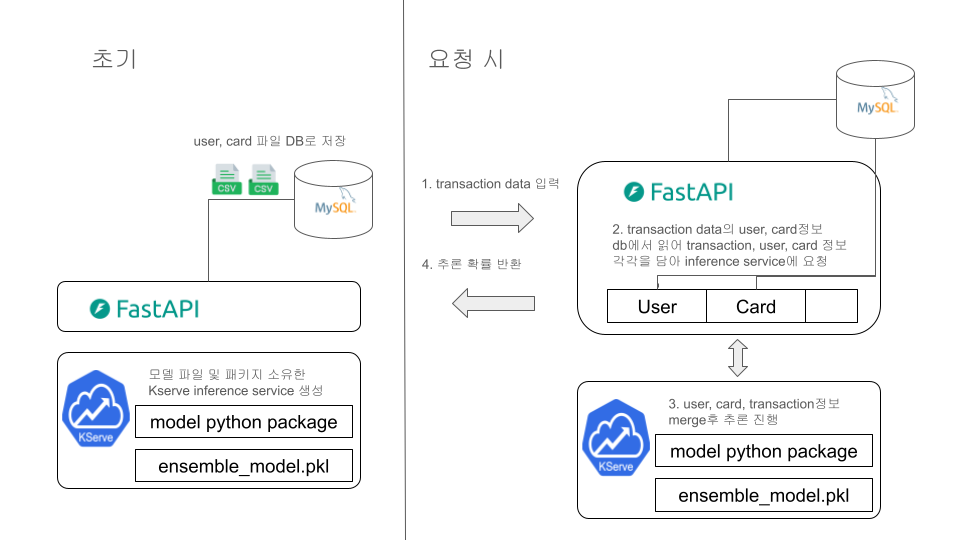 초기
user, card 파일 DB로 저장
CSV CSV
MySQL
FastAPI
모델 파일 및 패키지 소유한
Kserve inference service 생성
KServe
model python package
ensemble_model.pkl
요청 시
MySQL
1. transaction data 입력
FastAPI
2. transaction data의 user, card정보
db에서 읽어 transaction, user, card 정보
각각을 담아 inference service에 요청
4. 추론 확률 반환
User Card
3. user, card, transaction정보
merge후 추론 진행
KServe
model python package
ensemble_model.pkl